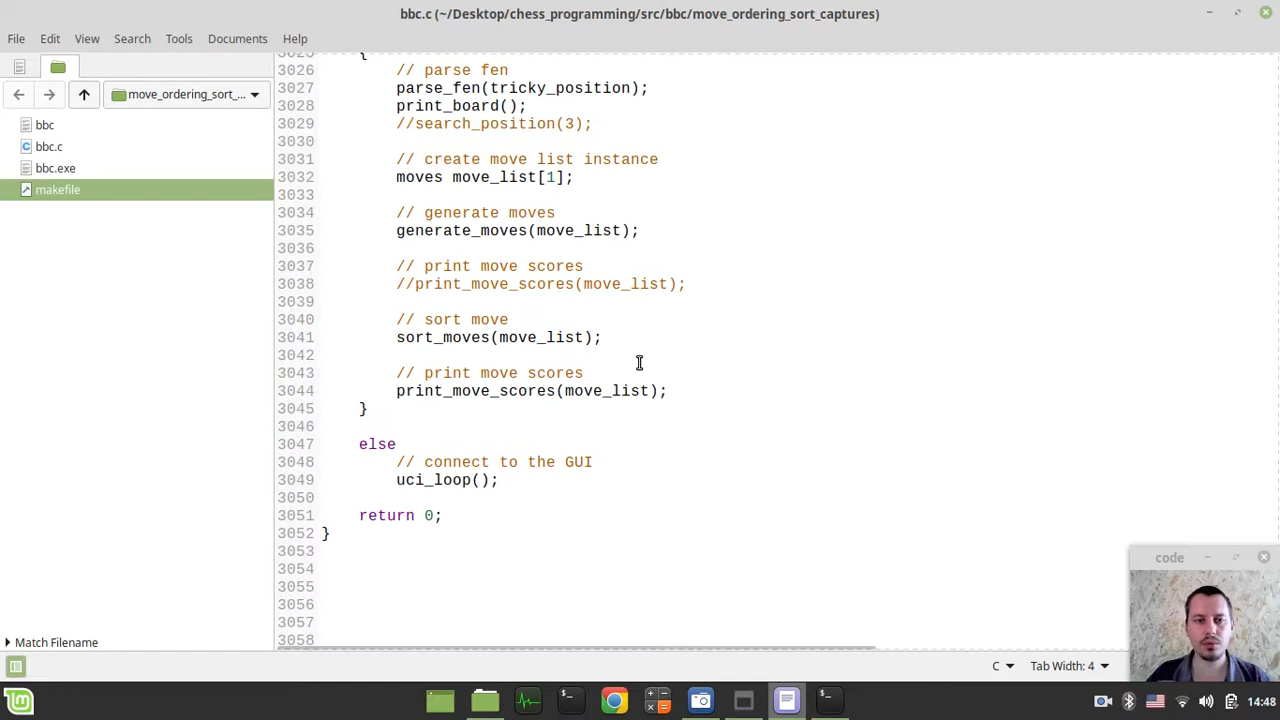 bbc.c (~/Desktop/chess_programming/src/bbc/move_ordering_sort_captures)
File Edit View Search Tools Documents Help
move_ordering_sort_...
bbc
bbc.c
bbc.exe
makefile
Match Filename
3025 {
3026 // parse fen
3027 parse_fen(tricky_position);
3028 print_board();
3029 //search_position(3);
3030
3031 // create move list instance
3032 moves move_list[1];
3033
3034 // generate moves
3035 generate_moves(move_list);
3036
3037 // print move scores
3038 //print_move_scores(move_list);
3039
3040 // sort move
3041 sort_moves(move_list);
3042
3043 // print move scores
3044 print_move_scores(move_list);
3045 }
3046
3047 else
3048 // connect to the GUI
3049 uci_loop();
3050
3051 return 0;
3052 }
3053
3054
3055
3056
3057
3058
code
C Tab Width: 4
14:48